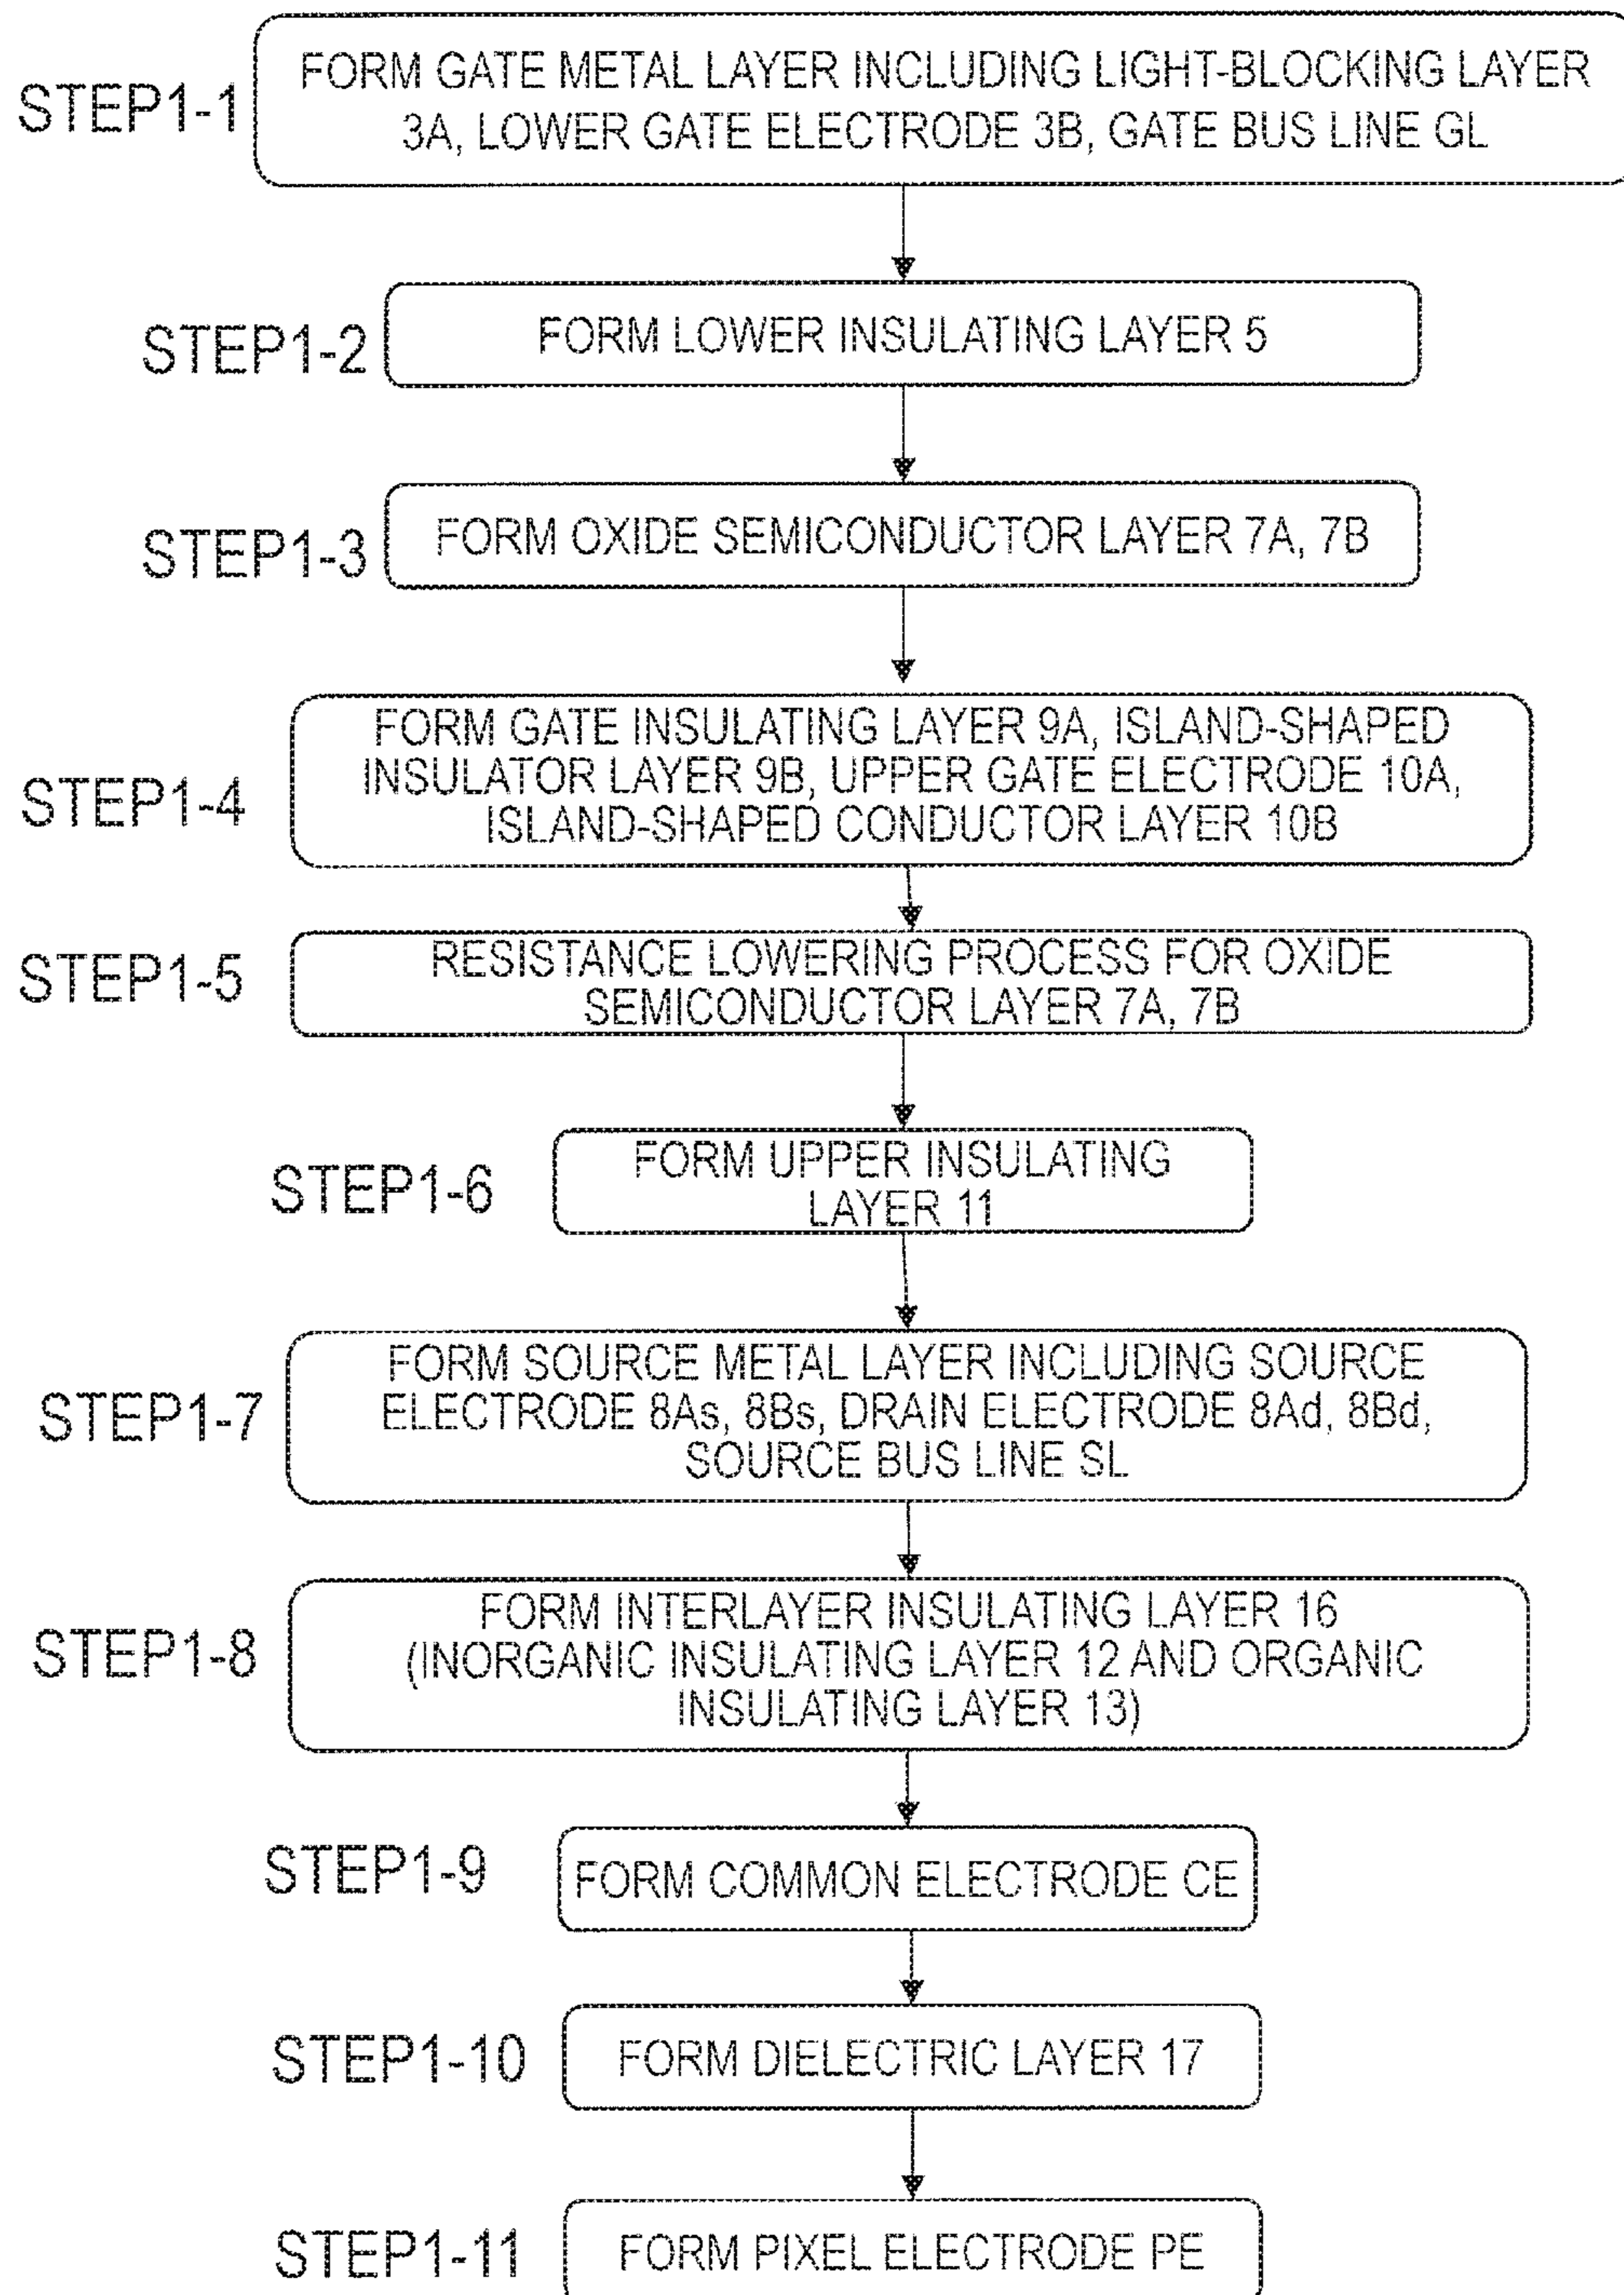 STEP1-1
FORM GATE METAL LAYER INCLUDING LIGHT-BLOCKING LAYER
3A, LOWER GATE ELECTRODE 3B, GATE BUS LINE GL
STEP1-2
FORM LOWER INSULATING LAYER 5
STEP1-3
FORM OXIDE SEMICONDUCTOR LAYER 7A, 7B
STEP1-4
FORM GATE INSULATING LAYER 9A, ISLAND-SHAPED
INSULATOR LAYER 9B, UPPER GATE ELECTRODE 10A,
ISLAND-SHAPED CONDUCTOR LAYER 10B
STEP1-5
RESISTANCE LOWERING PROCESS FOR OXIDE
SEMICONDUCTOR LAYER 7A, 7B
STEP1-6
FORM UPPER INSULATING
LAYER 11
STEP1-7
FORM SOURCE METAL LAYER INCLUDING SOURCE
ELECTRODE 8As, 8Bs, DRAIN ELECTRODE 8Ad, 8Bd,
SOURCE BUS LINE SL
STEP1-8
FORM INTERLAYER INSULATING LAYER 16
(INORGANIC INSULATING LAYER 12 AND ORGANIC
INSULATING LAYER 13)
STEP1-9
FORM COMMON ELECTRODE CE
STEP1-10
FORM DIELECTRIC LAYER 17
STEP1-11
FORM PIXEL ELECTRODE PE